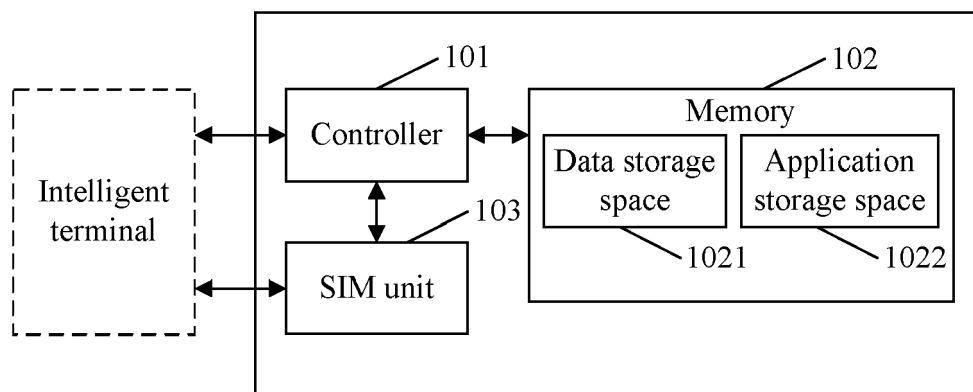 101
102
Controller
Memory
Data storage
space
Application
storage space
Intelligent
terminal
103
1021
1022
SIM unit